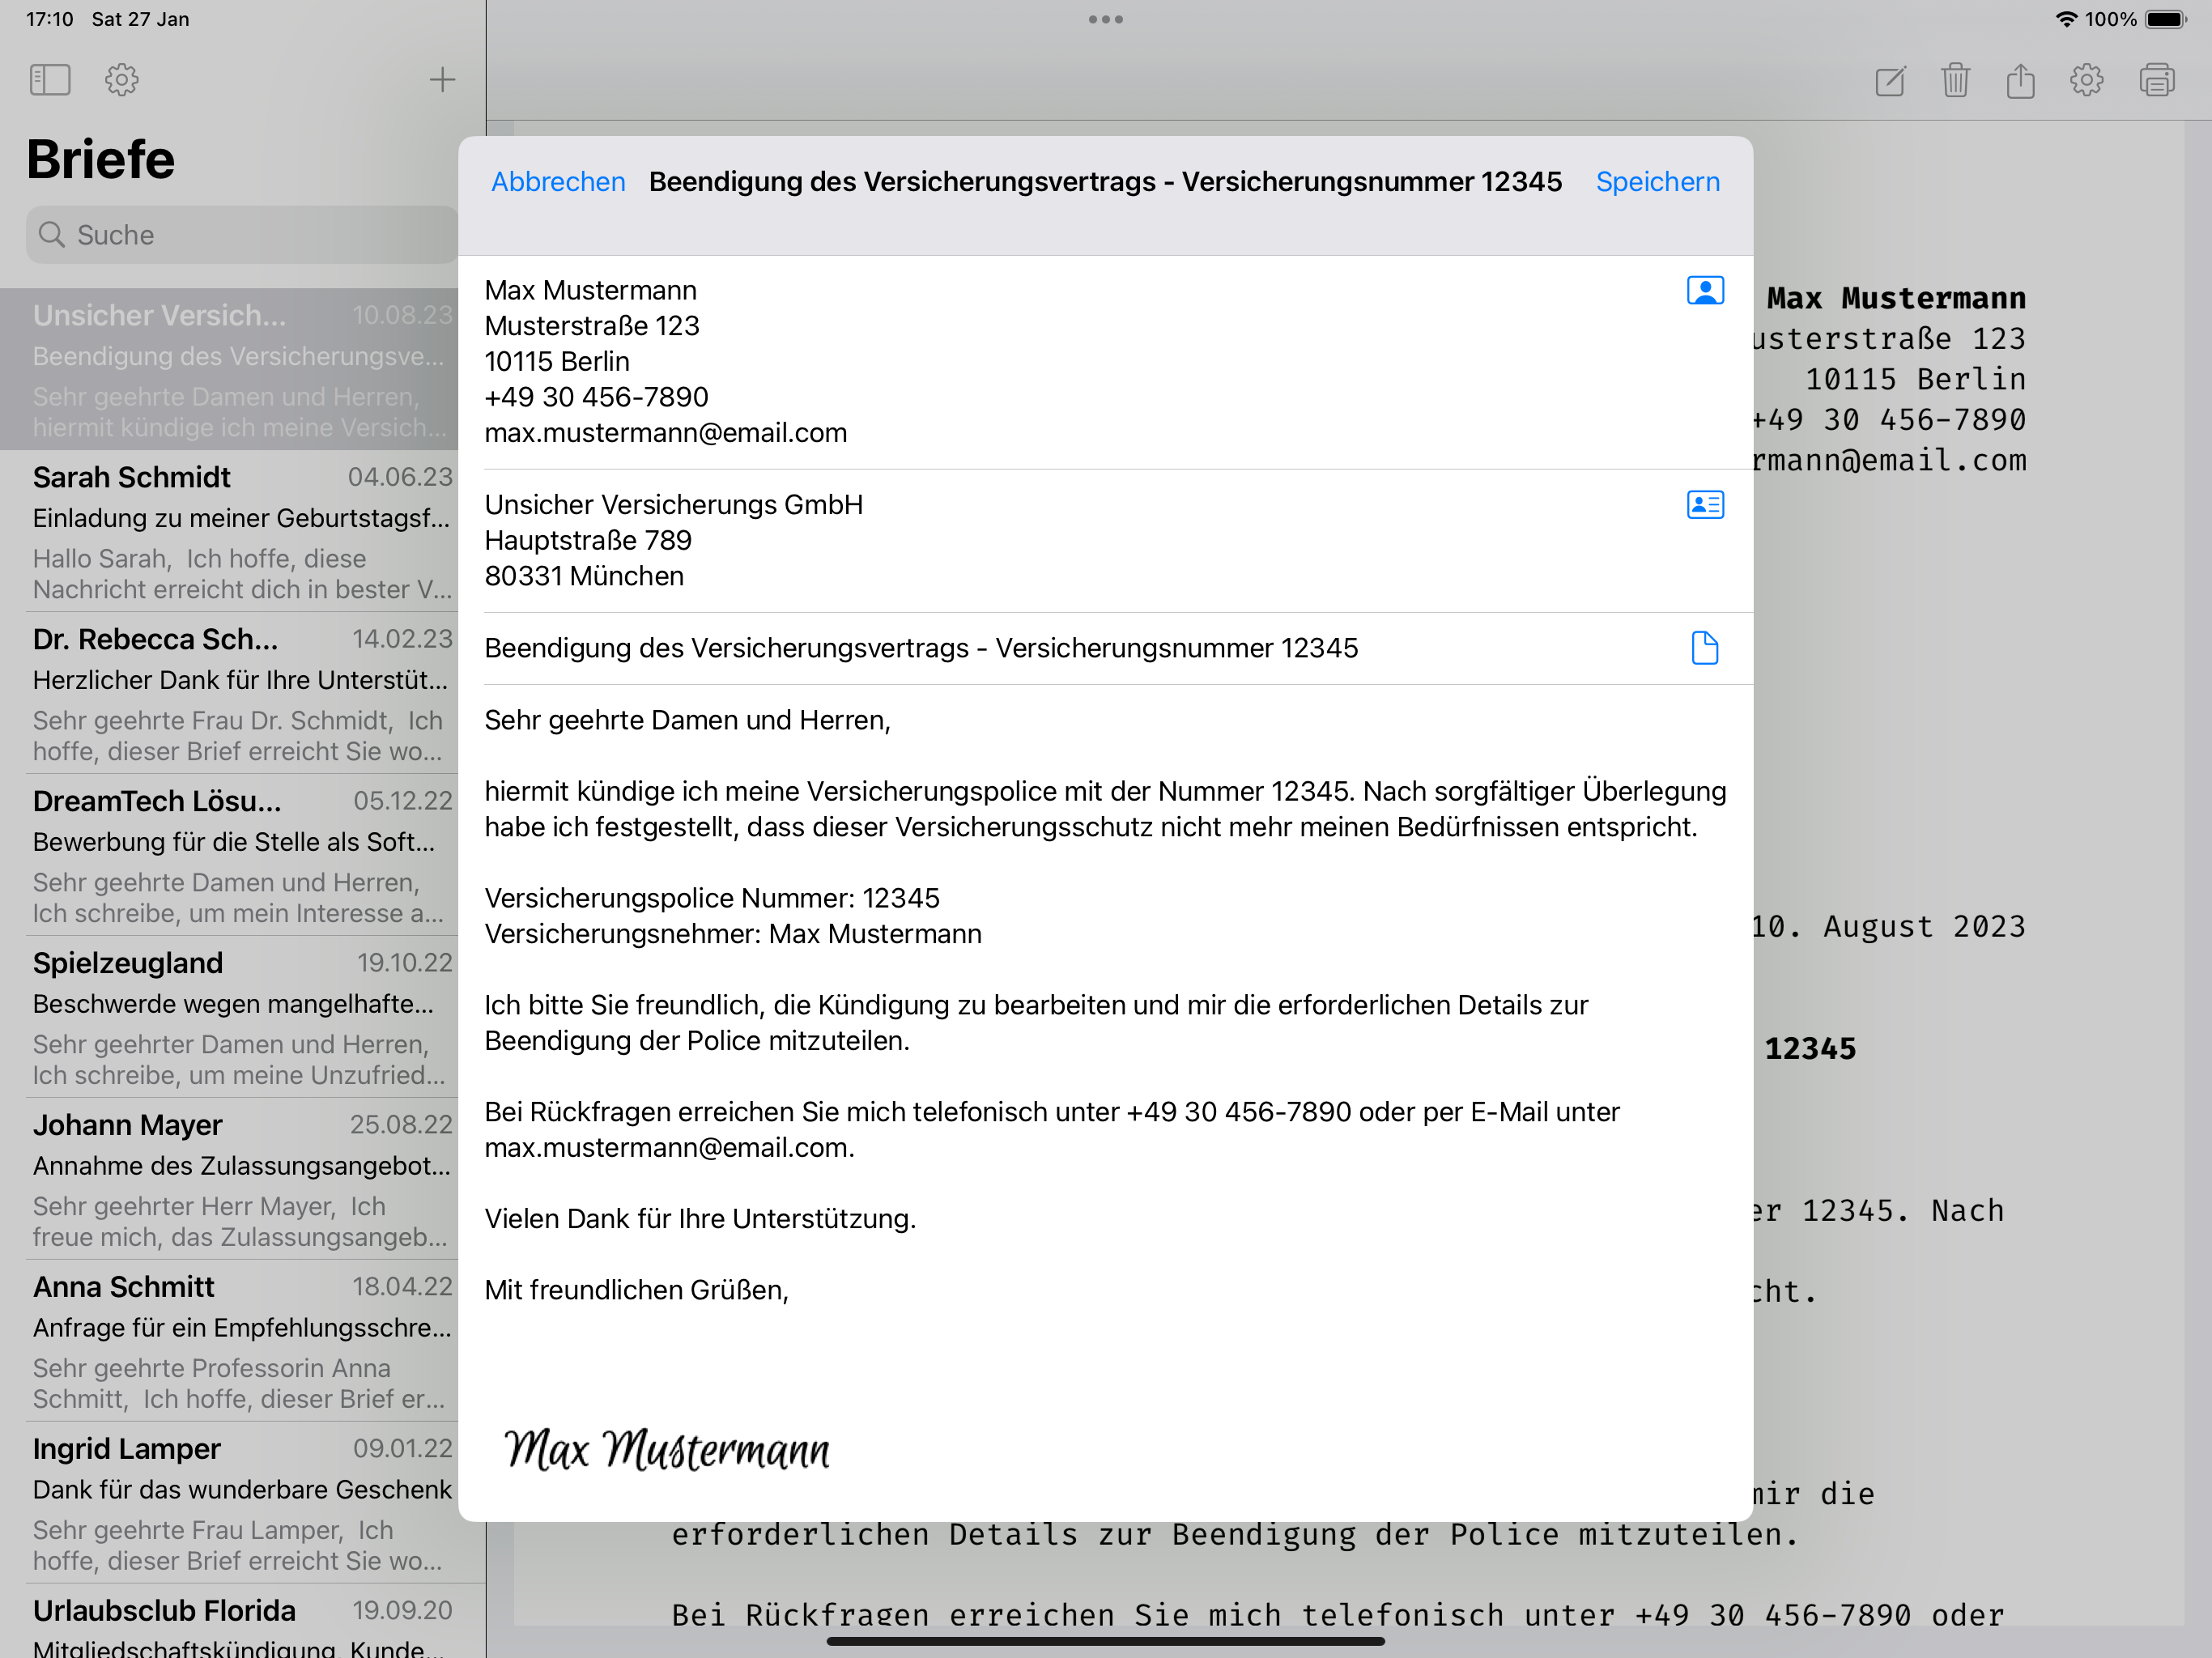 17:10 Sat 27 Jan
100%
Briefe
Suche
Unsicher Versich... 10.08.23
Beendigung des Versicherungsve...
Sehr geehrte Damen und Herren,
hiermit kündige ich meine Versich...
Sarah Schmidt 04.06.23
Einladung zu meiner Geburtstagsf...
Hallo Sarah, Ich hoffe, diese
Nachricht erreicht dich in bester V...
Dr. Rebecca Sch... 14.02.23
Herzlicher Dank für Ihre Unterstüt...
Sehr geehrte Frau Dr. Schmidt, Ich
hoffe, dieser Brief erreicht Sie wo...
DreamTech Lösu... 05.12.22
Bewerbung für die Stelle als Soft...
Sehr geehrte Damen und Herren,
Ich schreibe, um mein Interesse a...
Spielzeugland 19.10.22
Beschwerde wegen mangelhafte...
Sehr geehrter Damen und Herren,
Ich schreibe, um meine Unzufried...
Johann Mayer 25.08.22
Annahme des Zulassungsangebot...
Sehr geehrter Herr Mayer, Ich
freue mich, das Zulassungsangeb...
Anna Schmitt 18.04.22
Anfrage für ein Empfehlungsschre...
Sehr geehrte Professorin Anna
Schmitt, Ich hoffe, dieser Brief er...
Ingrid Lamper 09.01.22
Dank für das wunderbare Geschenk
Sehr geehrte Frau Lamper, Ich
hoffe, dieser Brief erreicht Sie wo...
Urlaubsclub Florida 19.09.20
Mitgliedschaftskündigung, Kunde...
Abbrechen Beendigung des Versicherungsvertrags - Versicherungsnummer 12345 Speichern
Max Mustermann
Musterstraße 123
10115 Berlin
+49 30 456-7890
max.mustermann@email.com
Unsicher Versicherungs GmbH
Hauptstraße 789
80331 München
Beendigung des Versicherungsvertrags - Versicherungsnummer 12345
Sehr geehrte Damen und Herren,
hiermit kündige ich meine Versicherungspolice mit der Nummer 12345. Nach sorgfältiger Überlegung
habe ich festgestellt, dass dieser Versicherungsschutz nicht mehr meinen Bedürfnissen entspricht.
Versicherungspolice Nummer: 12345
Versicherungsnehmer: Max Mustermann
Ich bitte Sie freundlich, die Kündigung zu bearbeiten und mir die erforderlichen Details zur
Beendigung der Police mitzuteilen.
Bei Rückfragen erreichen Sie mich telefonisch unter +49 30 456-7890 oder per E-Mail unter
max.mustermann@email.com.
Vielen Dank für Ihre Unterstützung.
Mit freundlichen Grüßen,
Max Mustermann
Max Mustermann
usterstraße 123
10115 Berlin
+49 30 456-7890
rmann@email.com
10. August 2023
12345
er 12345. Nach
cht.
mir die
erforderlichen Details zur Beendigung der Police mitzuteilen.
Bei Rückfragen erreichen Sie mich telefonisch unter +49 30 456-7890 oder